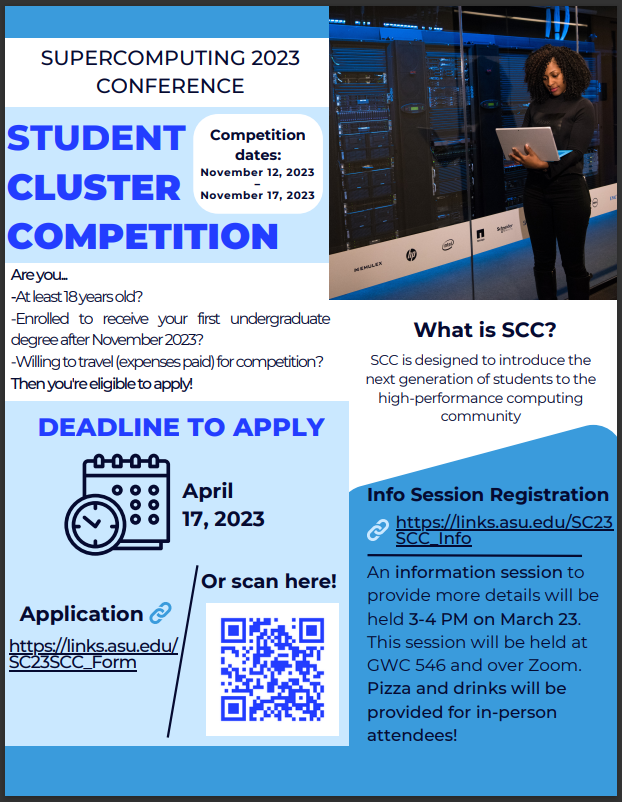 SUPERCOMPUTING 2023
CONFERENCE
STUDENT
CLUSTER
COMPETITION
Competition
dates:
November 12, 2023
–
November 17, 2023
EMULEX
hp
intel
Schneider
DELL
Are you...
-At least 18 years old?
-Enrolled to receive your first undergraduate
degree after November 2023?
-Willing to travel (expenses paid) for competition?
Then you're eligible to apply!
What is SCC?
SCC is designed to introduce the
next generation of students to the
high-performance computing
community
DEADLINE TO APPLY
April
17, 2023
Application
https://links.asu.edu/
SC23SCC_Form
Or scan here!
Info Session Registration
https://links.asu.edu/SC23
SCC_Info
An information session to
provide more details will be
held 3-4 PM on March 23.
This session will be held at
GWC 546 and over Zoom.
Pizza and drinks will be
provided for in-person
attendees!